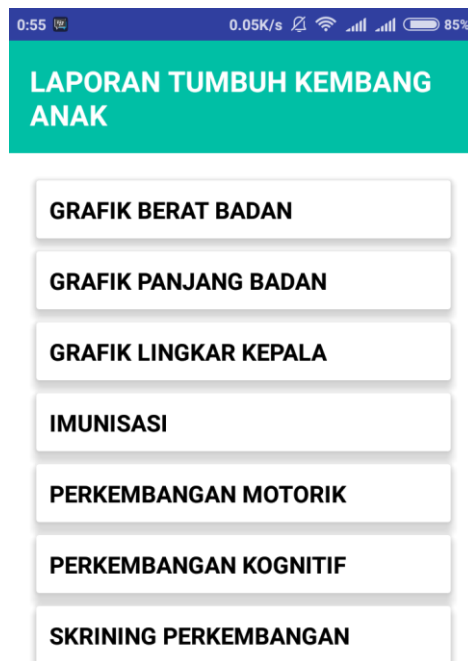 0:55 0.05K/s 85%
LAPORAN TUMBUH KEMBANG
ANAK
GRAFIK BERAT BADAN
GRAFIK PANJANG BADAN
GRAFIK LINGKAR KEPALA
IMUNISASI
PERKEMBANGAN MOTORIK
PERKEMBANGAN KOGNITIF
SKRINING PERKEMBANGAN